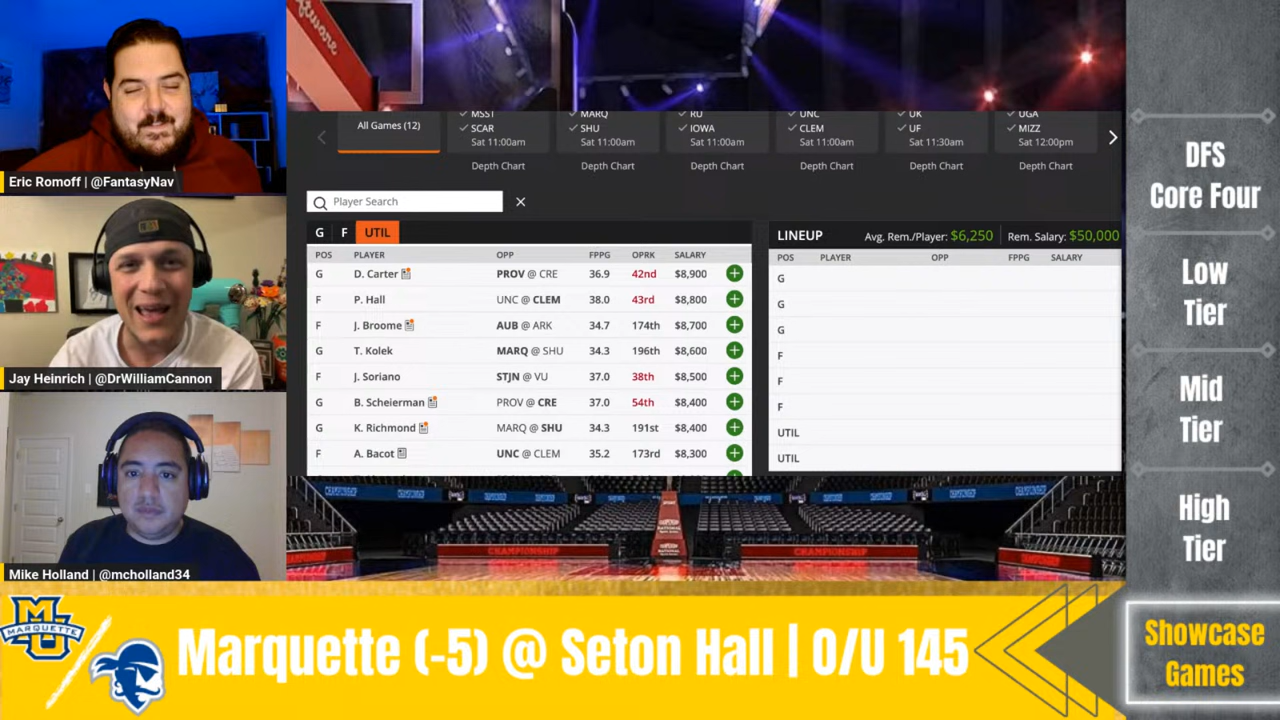 Eric Romoff | @FantasyNav
Jay Heinrich | @DrWilliamCannon
Mike Holland | @mcholland34
All Games (12)
MSST
SCAR
Sat 11:00am
Depth Chart
MARQ
SHU
Sat 11:00am
Depth Chart
RU
IOWA
Sat 11:00am
Depth Chart
UNC
CLEM
Sat 11:00am
Depth Chart
UK
UF
Sat 11:30am
Depth Chart
UGA
MIZZ
Sat 12:00pm
Depth Chart
Player Search
G F UTIL
POS PLAYER OPP FPPG OPRK SALARY
G D. Carter PROV @ CRE 36.9 42nd $8,900
F P. Hall UNC @ CLEM 38.0 43rd $8,800
F J. Broome AUB @ ARK 34.7 174th $8,700
G T. Kolek MARQ @ SHU 34.3 196th $8,600
F J. Soriano STJN @ VU 37.0 38th $8,500
G B. Scheierman PROV @ CRE 37.0 54th $8,400
G K. Richmond MARQ @ SHU 34.3 191st $8,400
F A. Bacot UNC @ CLEM 35.2 173rd $8,300
LINEUP Avg. Rem./Player: $6,250 Rem. Salary: $50,000
POS PLAYER OPP FPPG SALARY
G
G
G
F
F
F
UTIL
UTIL
CHAMPIONSHIP
CHAMPIONSHIP
MARQUETTE
Marquette (-5) @ Seton Hall | O/U 145
DFS
Core Four
Low
Tier
Mid
Tier
High
Tier
Showcase
Games